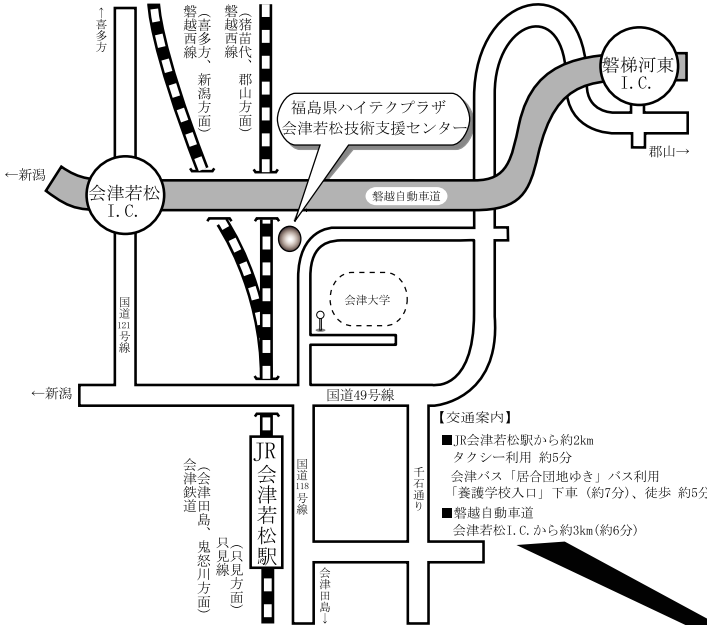 ↑喜多方
磐越西線
(喜多方、新潟方面)
磐越西線
(猪苗代、郡山方面)
福島県ハイテクプラザ
会津若松技術支援センター
磐梯河東
I.C.
郡山→
←新潟
会津若松
I.C.
磐越自動車道
会津大学
国道121号線
←新潟
国道49号線
JR会津若松駅
国道118号線
千石通り
会津鉄道
(会津田島、鬼怒川方面)
只見線
(只見方面)
会津田島→
【交通案内】
■JR会津若松駅から約2km
タクシー利用 約5分
会津バス「居合団地ゆき」バス利用
「養護学校入口」下車 (約7分)、徒歩 約5分
■磐越自動車道
会津若松I.C.から約3km(約6分)